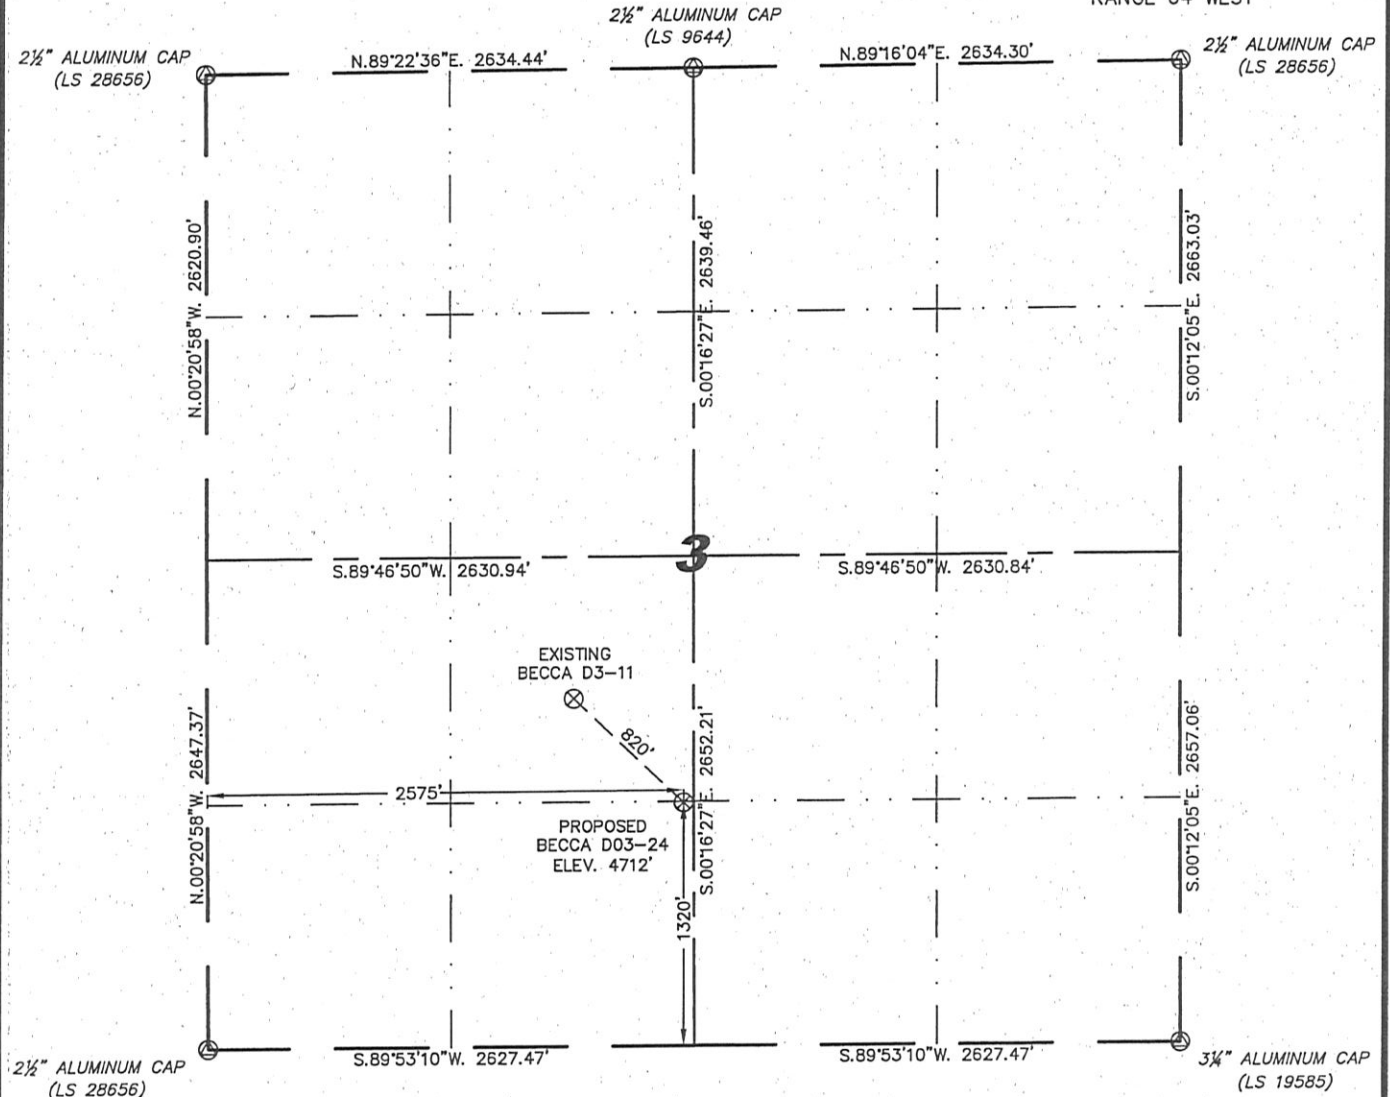 2½" ALUMINUM CAP
(LS 9644)
2½" ALUMINUM CAP
(LS 28656)
N.89°22'36"E. 2634.44'
N.89°16'04"E. 2634.30'
2½" ALUMINUM CAP
(LS 28656)
N.00°20'58"W. 2620.90'
S.00°16'27"E. 2639.46'
S.00°12'05"E. 2663.03'
3
S.89°46'50"W. 2630.94'
S.89°46'50"W. 2630.84'
EXISTING
BECCA D3-11
820'
N.00°20'58"W. 2647.37'
S.00°16'27"E. 2652.21'
S.00°12'05"E. 2657.06'
2575'
PROPOSED
BECCA D03-24
ELEV. 4712'
1320'
2½" ALUMINUM CAP
(LS 28656)
S.89°53'10"W. 2627.47'
S.89°53'10"W. 2627.47'
3¼" ALUMINUM CAP
(LS 19585)